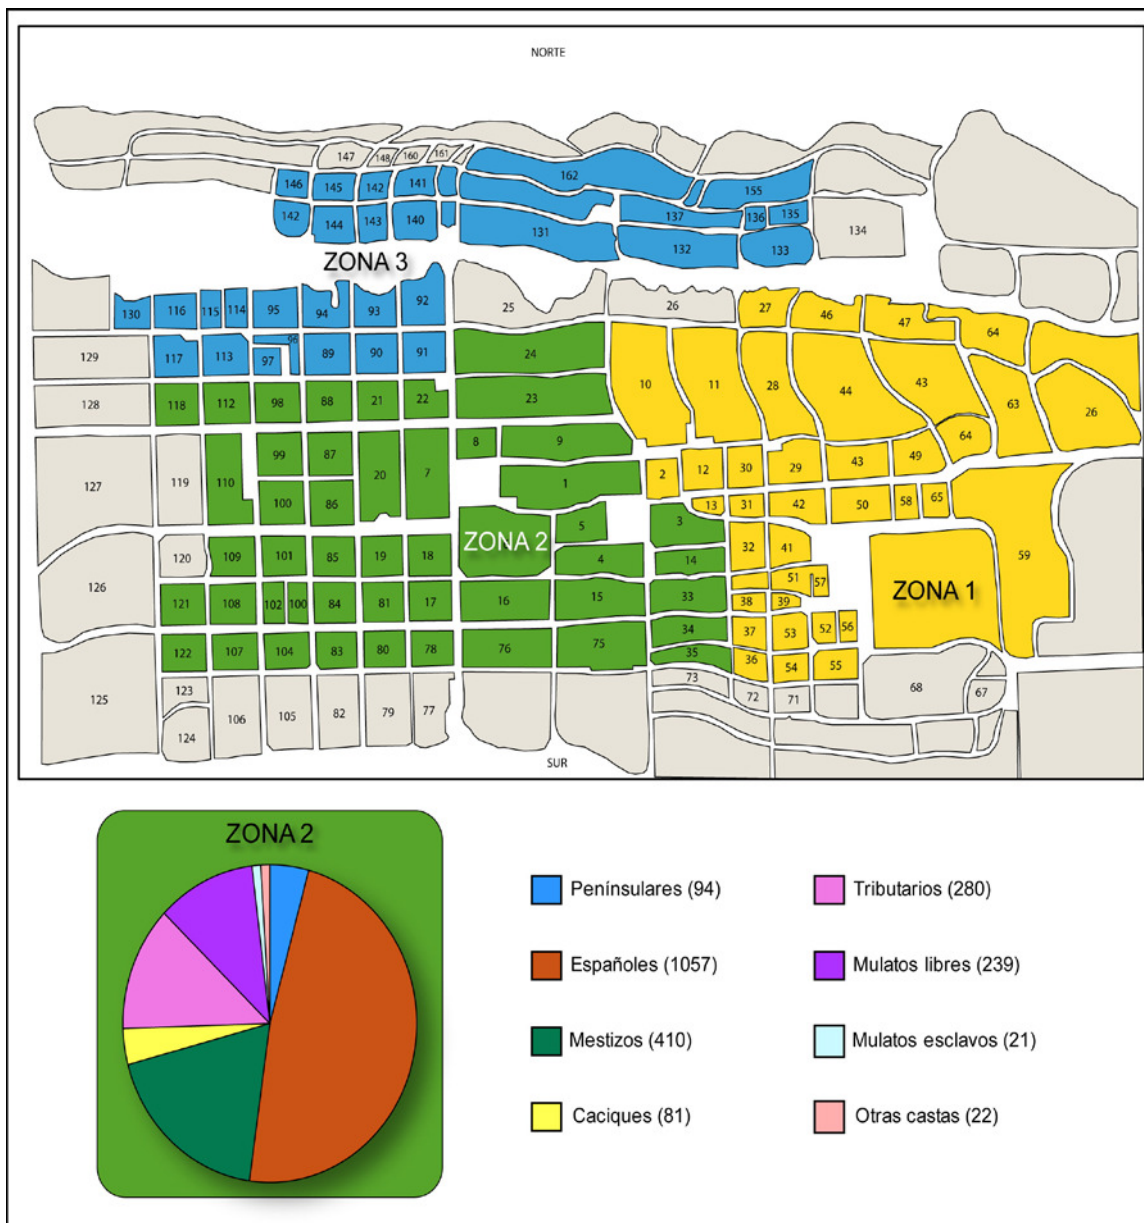 NORTE
147 148 160 161
162
146 145 142 141
155
142 144 143 140
131
137 136 135
132 133
134
ZONA 3
130 116 115 114 95 94 93 92
25 26 27 46 47 64
129 117 113 97 96 89 90 91
24
10 11 28 44 43 63 26
128 118 112 98 88 21 22
23
64
127 119 110 99 87 20 7
8 9
2 12 30 29 43 49
1
100 86
13 31 42 50 58 65
59
5 3
ZONA 2
126 120 109 101 85 19 18
4 14
32 41
51 57
ZONA 1
121 108 102 100 84 81 17
16 15 33
38 39
34
37 53 52 56
125 122 107 104 83 80 78
76 75 35
36 54 55
68 67
123 124 106 105 82 79 77
73 72 71
SUR
ZONA 2
Penínsulares (94)
Tributarios (280)
Españoles (1057)
Mulatos libres (239)
Mestizos (410)
Mulatos esclavos (21)
Caciques (81)
Otras castas (22)